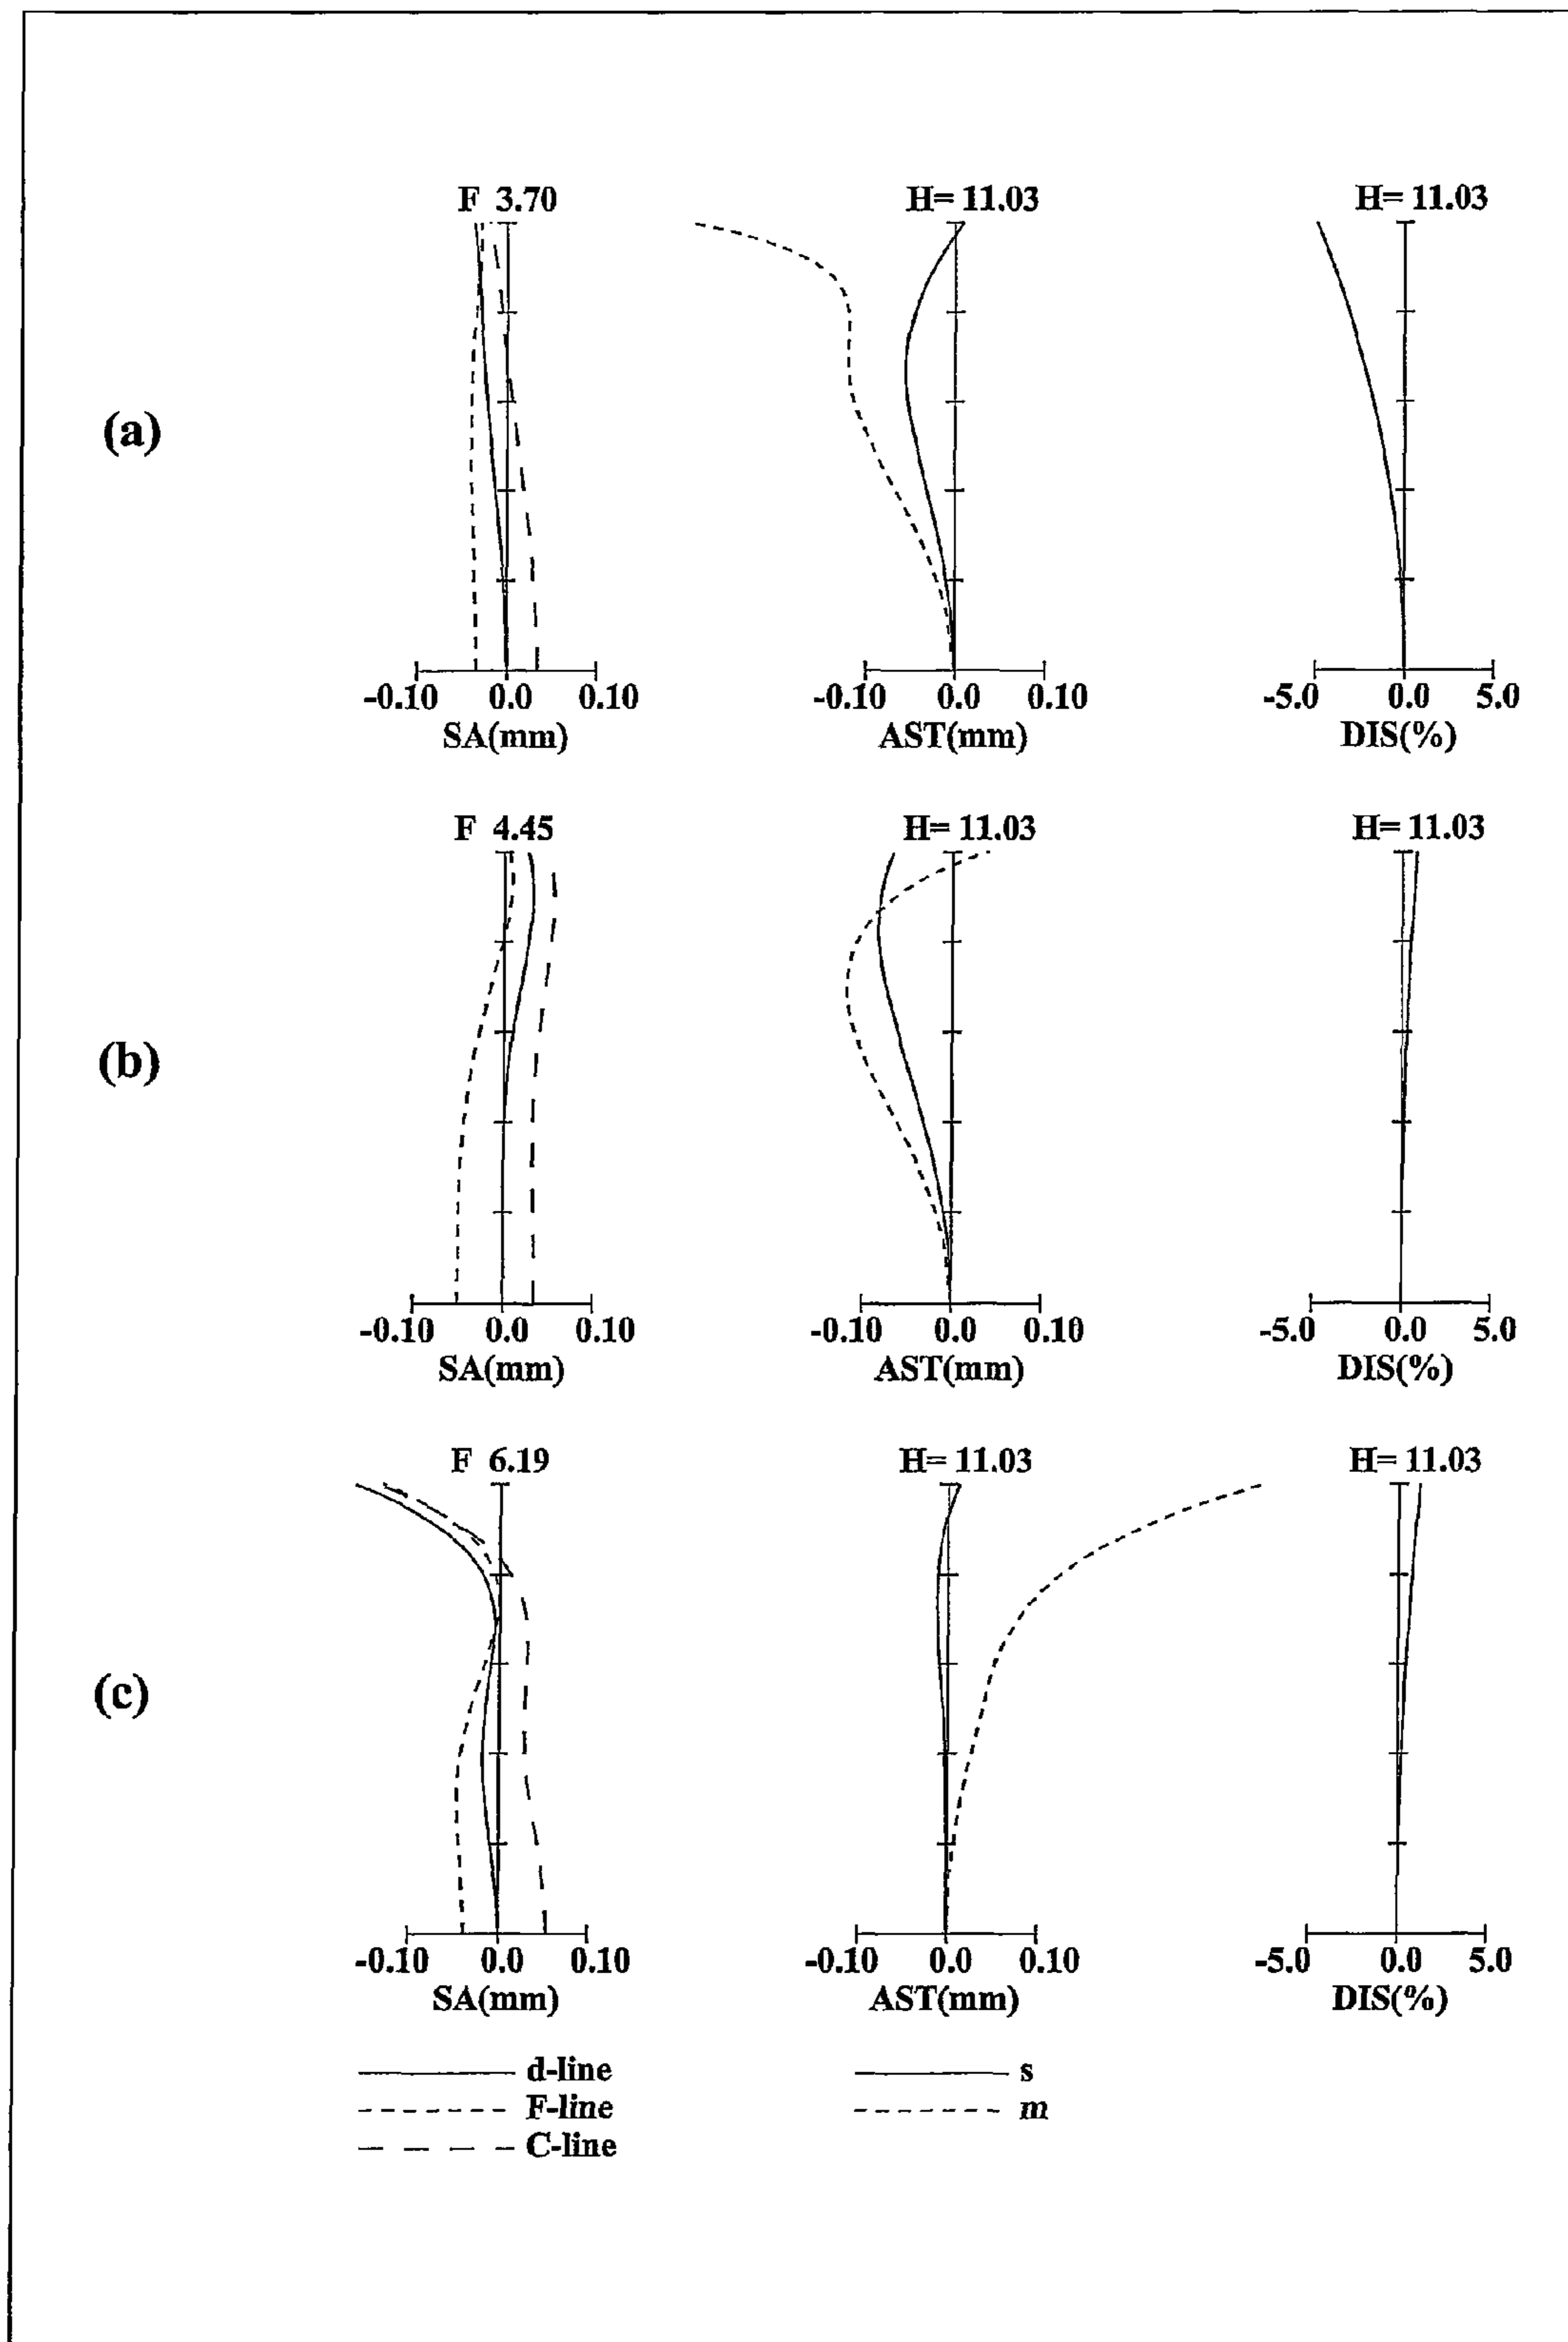 F 3.70 H= 11.03 H= 11.03
(a)
-0.10 0.0 0.10 -0.10 0.0 0.10 -5.0 0.0 5.0
SA(mm) AST(mm) DIS(%)
F 4.45 H= 11.03 H= 11.03
(b)
-0.10 0.0 0.10 -0.10 0.0 0.10 -5.0 0.0 5.0
SA(mm) AST(mm) DIS(%)
F 6.19 H= 11.03 H= 11.03
(c)
-0.10 0.0 0.10 -0.10 0.0 0.10 -5.0 0.0 5.0
SA(mm) AST(mm) DIS(%)
d-line s
F-line m
C-line